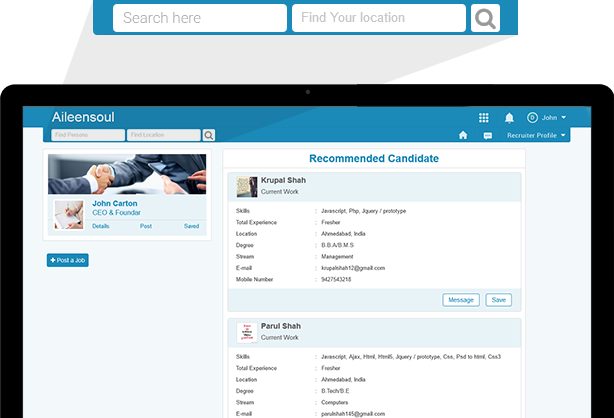 Search here
Find Your location
Aileensoul
John
Find Persons
Find Location
Recruiter Profile
John Carton
CEO & Foundar
Details Post Saved
+ Post a Job
Recommended Candidate
Krupal Shah
Current Work
Skills : Javascript, Php, Jquery / prototype
Total Experience : Fresher
Location : Ahmedabad, India
Degree : B.B.A/B.M.S
Stream : Management
E-mail : krupalshah12@gmail.com
Mobile Number : 9427543218
Message Save
Parul Shah
Current Work
Skills : Javascript, Ajax, Html, Html5, Jquery / prototype, Css, Psd to html, Css3
Total Experience : Fresher
Location : Ahmedabad, India
Degree : B.Tech/B.E
Stream : Computers
E-mail : parulnhah145@gmail.com